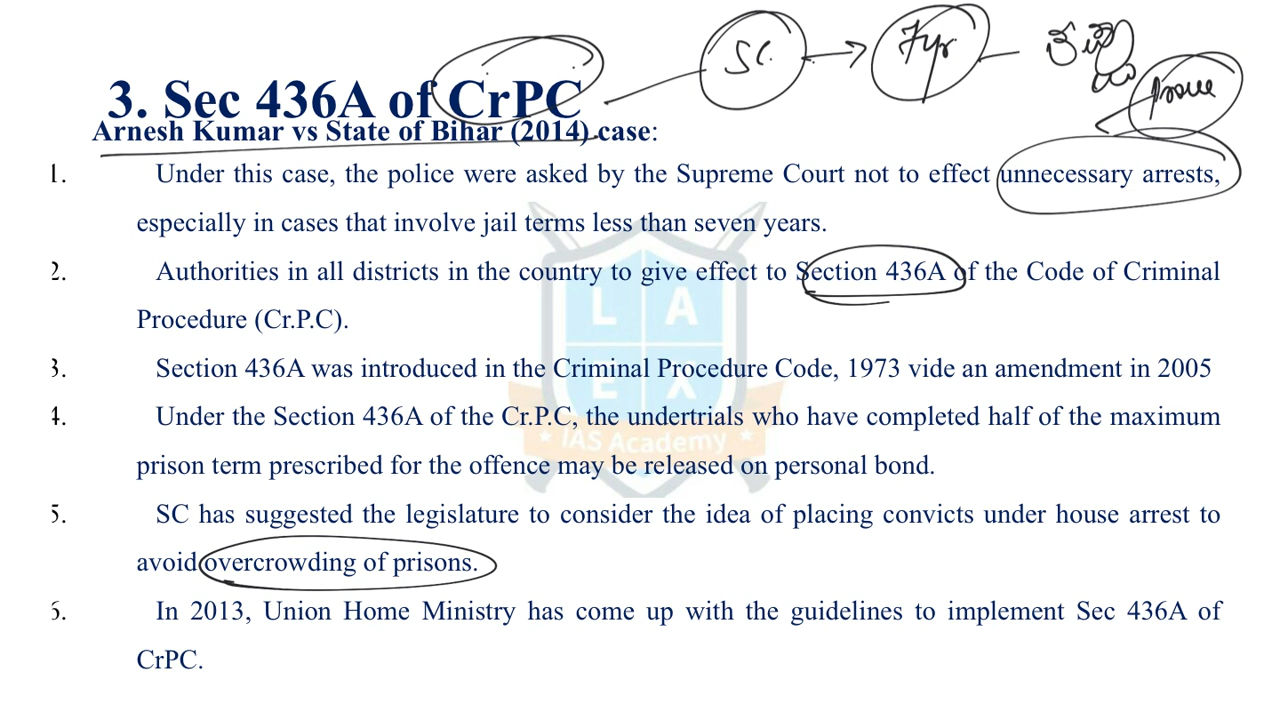 SC → 7yr
Prove
3. Sec 436A of CrPC
Arnesh Kumar vs State of Bihar (2014) case:
1. Under this case, the police were asked by the Supreme Court not to effect unnecessary arrests,
especially in cases that involve jail terms less than seven years.
2. Authorities in all districts in the country to give effect to Section 436A of the Code of Criminal
Procedure (Cr.P.C).
3. Section 436A was introduced in the Criminal Procedure Code, 1973 vide an amendment in 2005
4. Under the Section 436A of the Cr.P.C, the undertrials who have completed half of the maximum
prison term prescribed for the offence may be released on personal bond.
5. SC has suggested the legislature to consider the idea of placing convicts under house arrest to
avoid overcrowding of prisons.
6. In 2013, Union Home Ministry has come up with the guidelines to implement Sec 436A of
CrPC.
L A
E X
IAS Academy